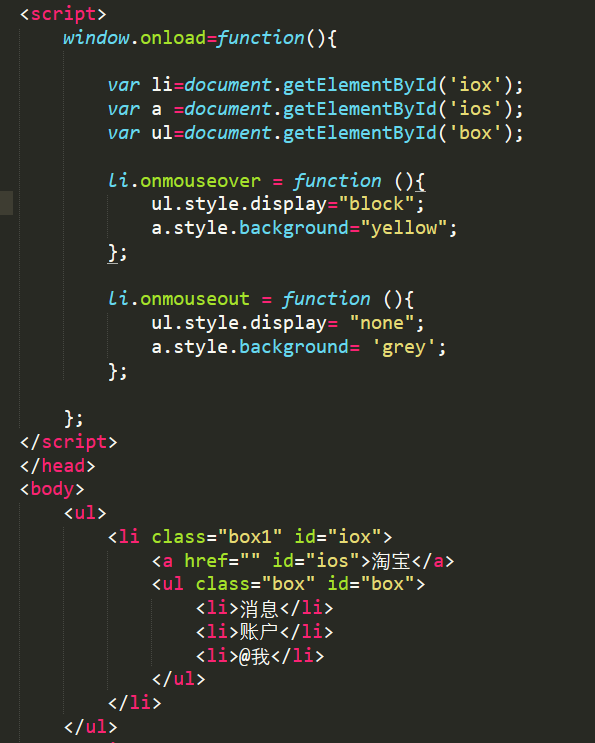 <script>
window.onload=function(){
var li=document.getElementById('iox');
var a =document.getElementById('ios');
var ul=document.getElementById('box');
li.onmouseover = function (){
ul.style.display="block";
a.style.background="yellow";
};
li.onmouseout = function (){
ul.style.display= "none";
a.style.background= 'grey';
};
};
</script>
</head>
<body>
<ul>
<li class="box1" id="iox">
<a href="" id="ios">淘宝</a>
<ul class="box" id="box">
<li>消息</li>
<li>账户</li>
<li>@我</li>
</ul>
</li>
</ul>